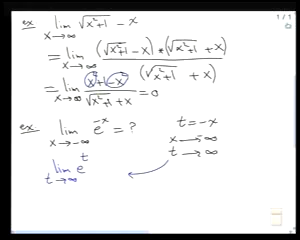 1 / 1
ex lim x→∞ √(x²+1) - x
= lim x→∞ (√(x²+1) - x) * (√(x²+1) + x) / (√(x²+1) + x)
= lim x→∞ (x²+1-x²) / (√(x²+1) + x) = 0
ex lim x→-∞ e^-x = ?
t = -x
x → -∞
t → ∞
lim t→∞ e^t